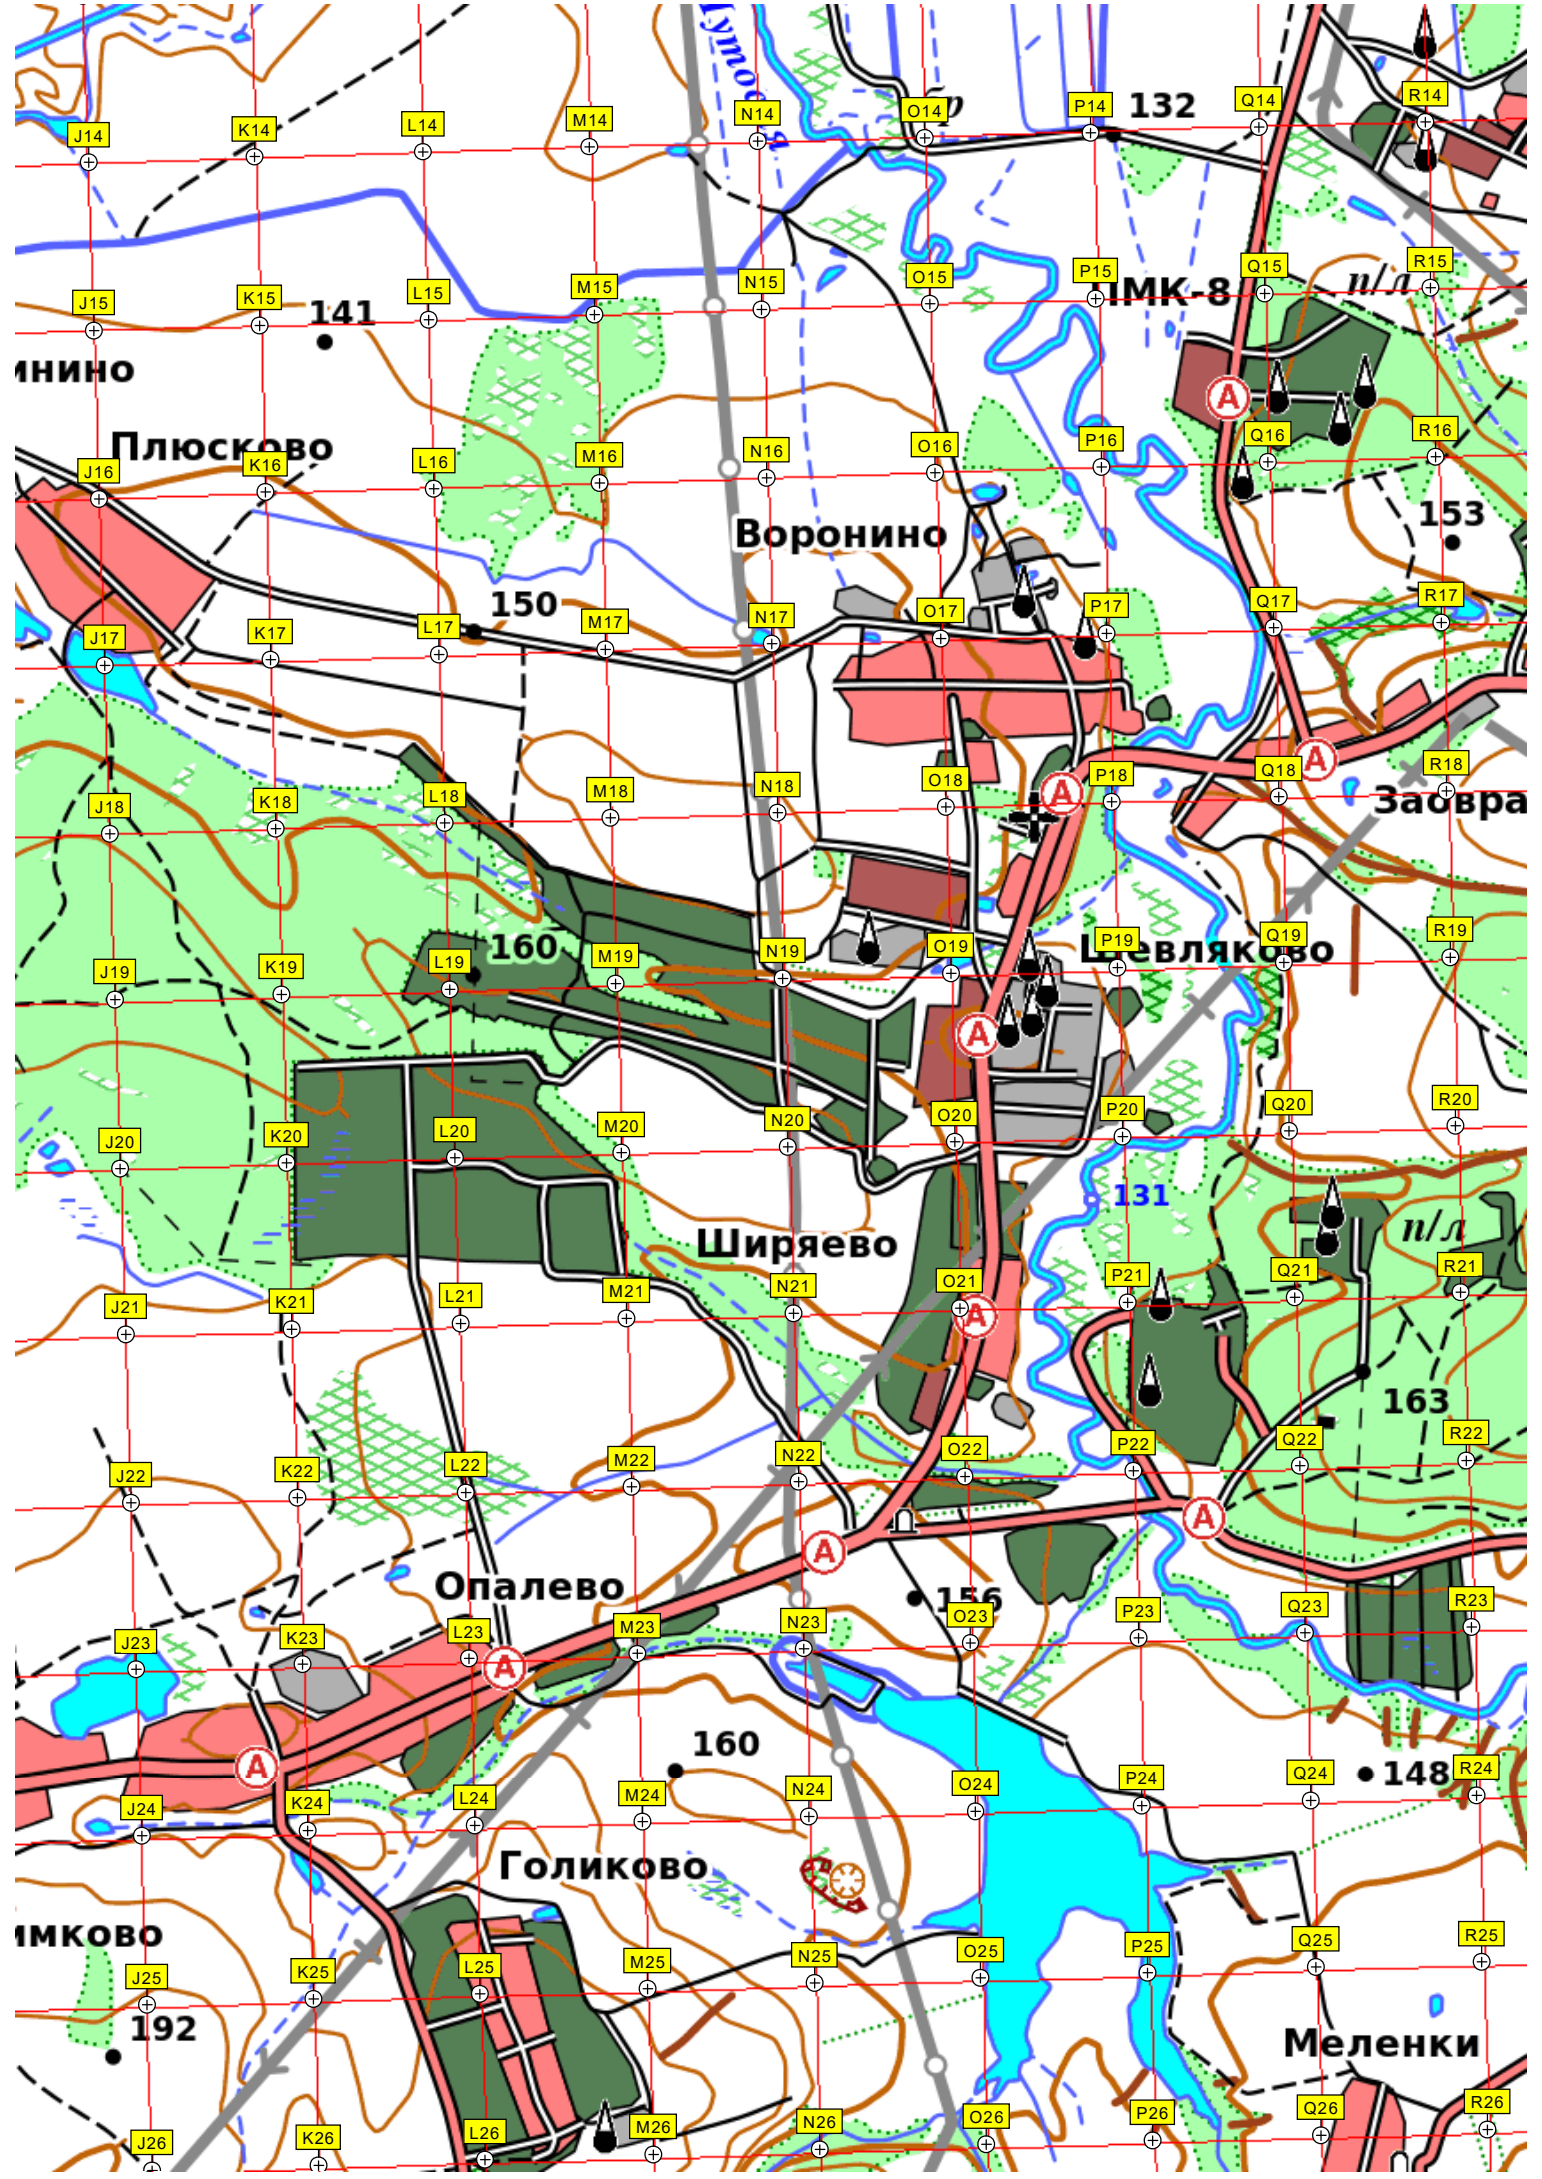 J14 K14 L14 M14 N14 O14 P14 132 Q14 R14
J15 K15 L15 M15 N15 O15 P15 Q15 п/л R15
141
Плюсково
J16 K16 L16 M16 N16 O16 P16 Q16 R16
A
153
Воронино
150
J17 K17 L17 M17 N17 O17 P17 Q17 R17
A
J18 K18 L18 M18 N18 O18 A P18 Q18 R18
160
Шевляково
J19 K19 L19 M19 N19 O19 P19 Q19 R19
A
J20 K20 L20 M20 N20 O20 P20 Q20 R20
131
п/л
Ширяево
J21 K21 L21 M21 N21 O21 P21 Q21 R21
A
163
J22 K22 L22 M22 N22 O22 P22 Q22 R22
A
A
Опалево
156
J23 K23 L23 M23 N23 O23 P23 Q23 R23
A
160
A
148
J24 K24 L24 M24 N24 O24 P24 Q24 R24
Голиково
J25 K25 L25 M25 N25 O25 P25 Q25 R25
192
Меленки
J26 K26 L26 M26 N26 O26 P26 Q26 R26